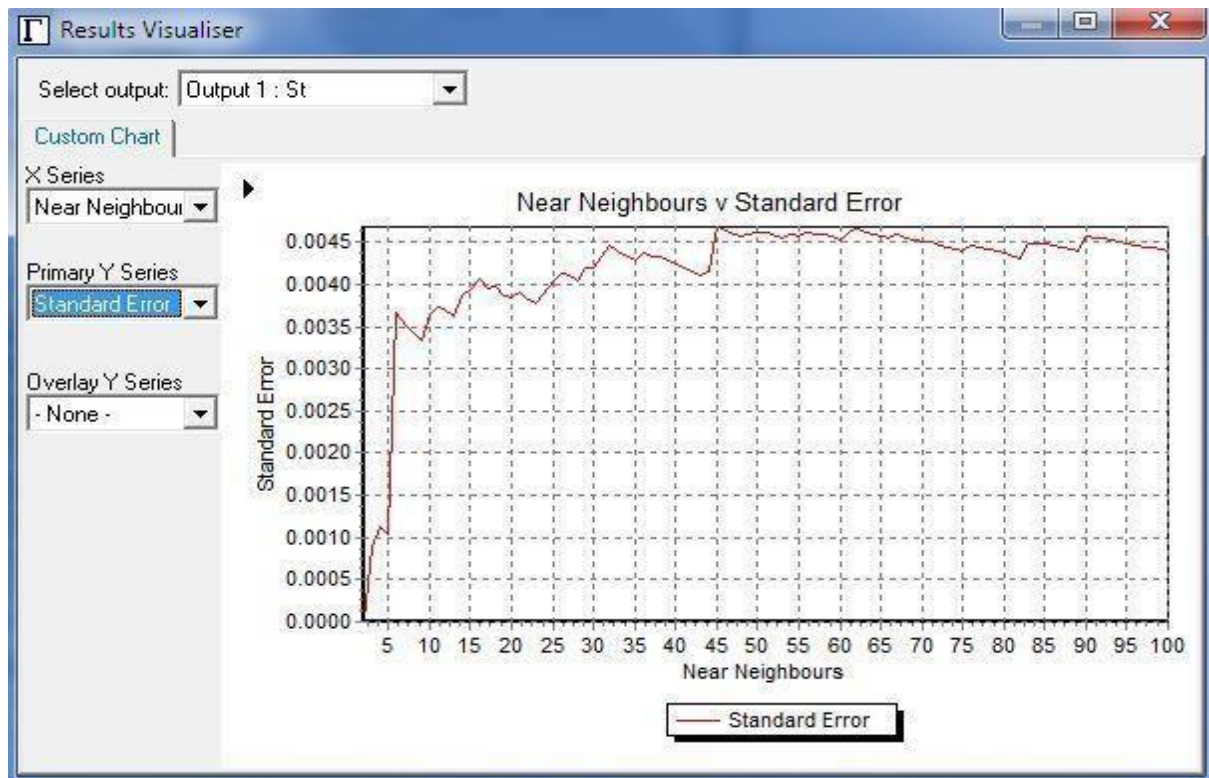 Γ Results Visualiser
Select output: Output 1 : St
Custom Chart
X Series
Near Neighbour
Primary Y Series
Standard Error
Overlay Y Series
- None -
Near Neighbours v Standard Error
Standard Error
0.0045
0.0040
0.0035
0.0030
0.0025
0.0020
0.0015
0.0010
0.0005
0.0000
5 10 15 20 25 30 35 40 45 50 55 60 65 70 75 80 85 90 95 100
Near Neighbours
Standard Error